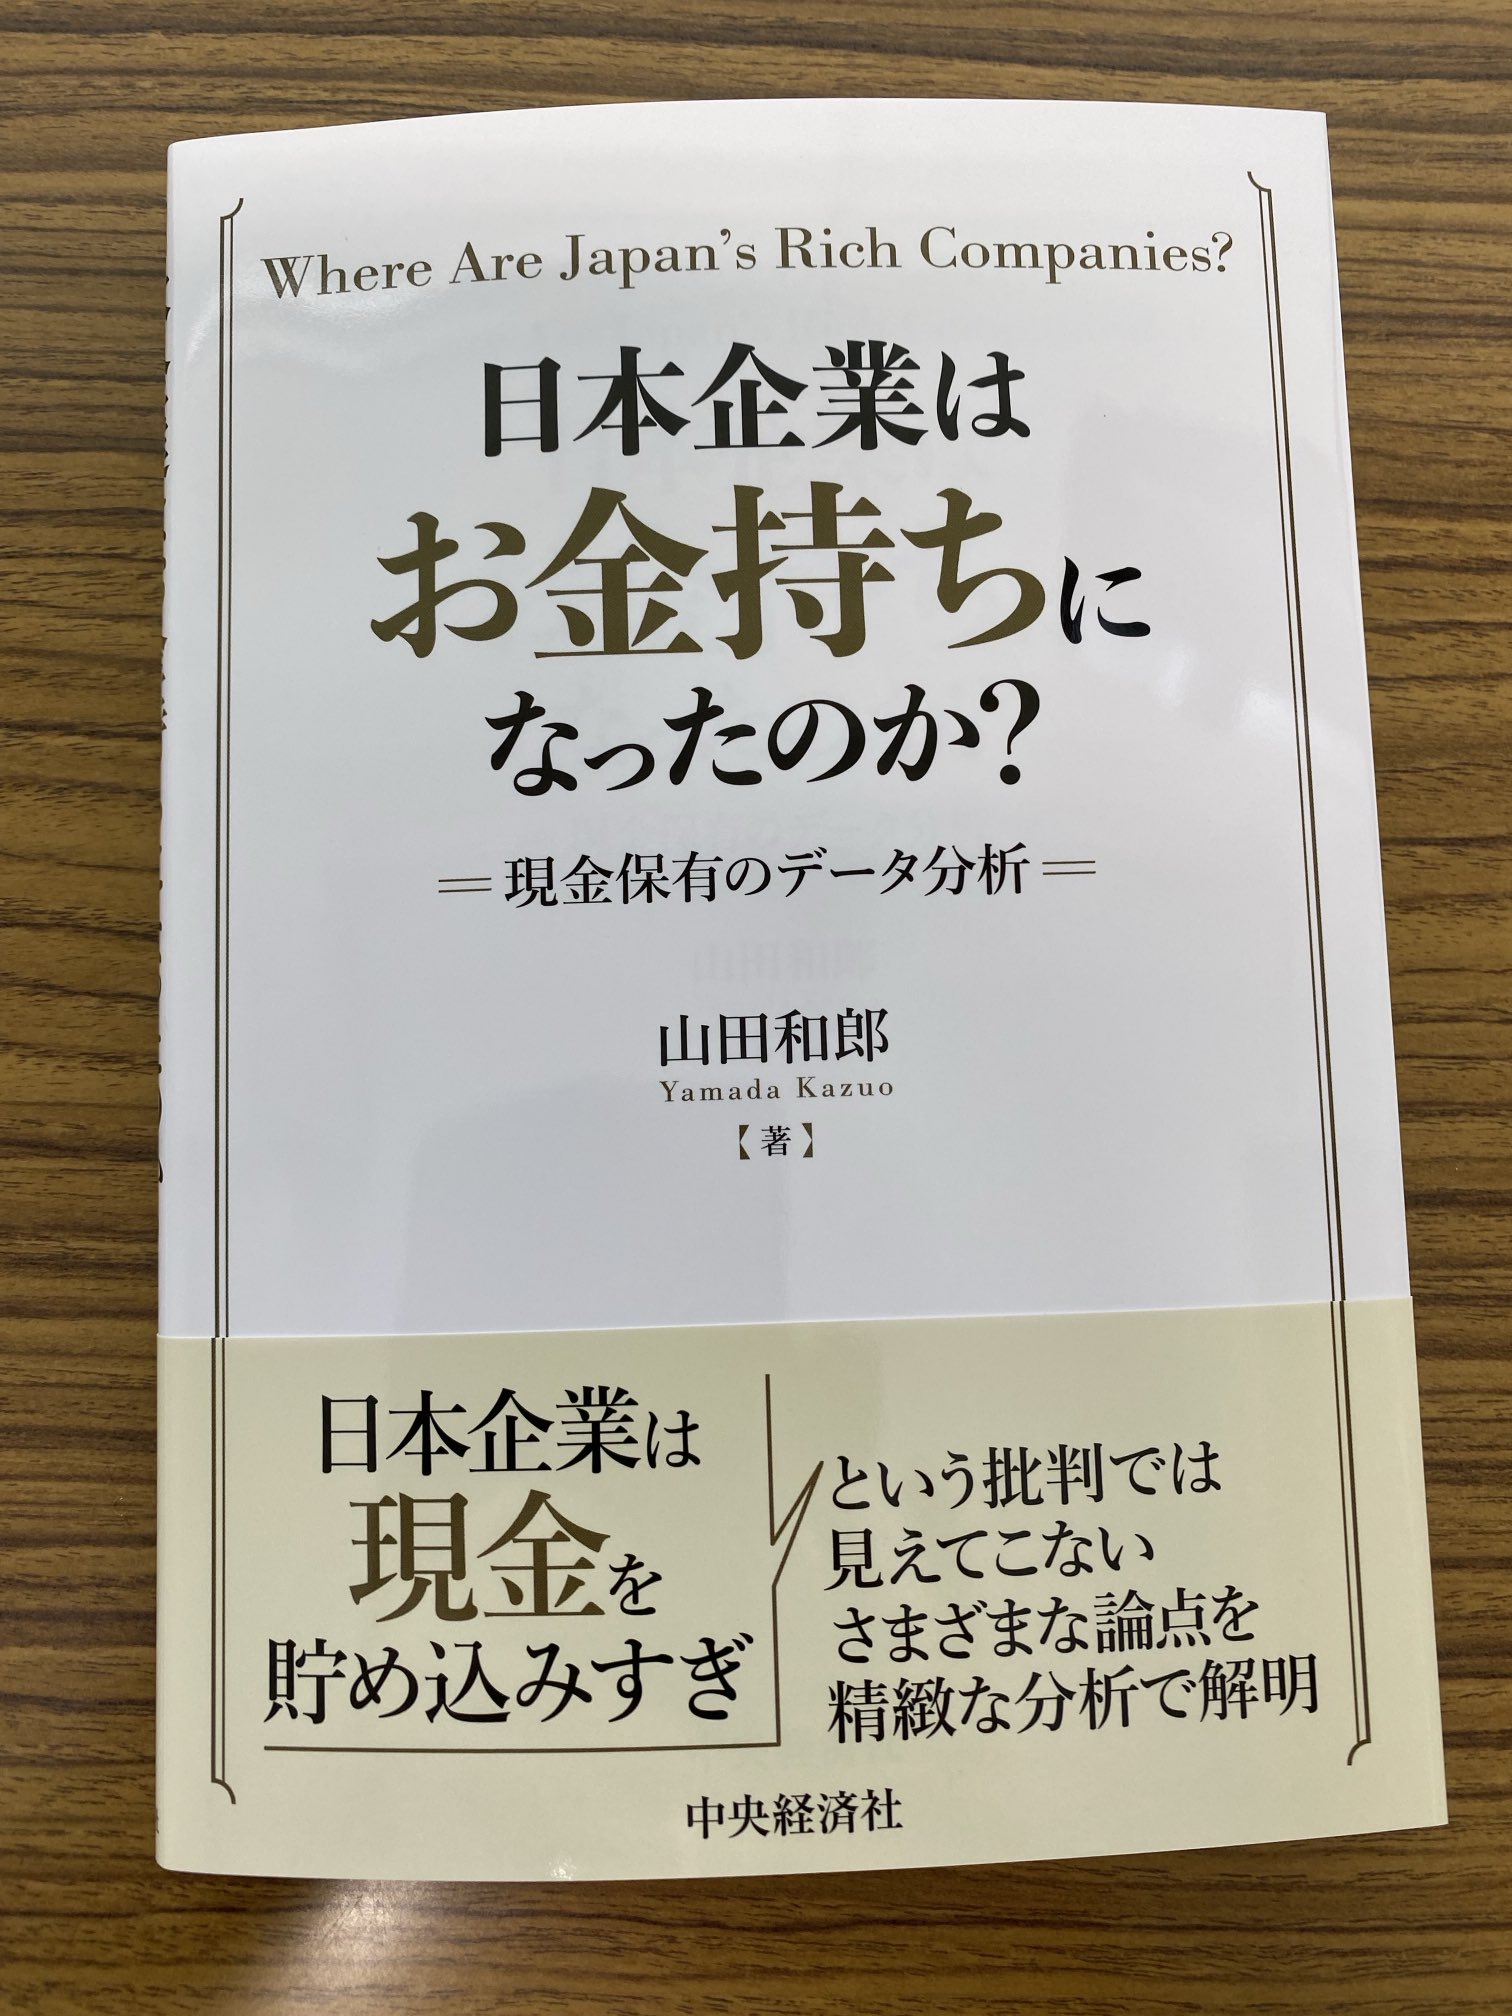 Where Are Japan's Rich Companies?
日本企業は
お金持ちに
なったのか?
=現金保有のデータ分析=
山田和郎
Yamada Kazuo
【著】
日本企業は
現金を
貯め込みすぎ
という批判では
見えてこない
さまざまな論点を
精緻な分析で解明
中央経済社